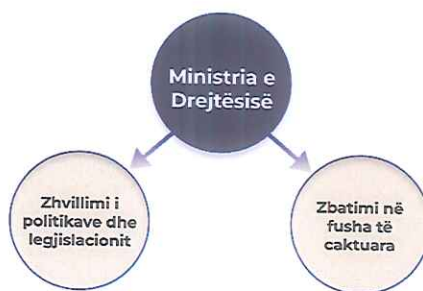 Ministria e
Drejtësisë
Zhvillimi i
politikave dhe
legjislacionit
Zbatimi në
fusha të
caktuara